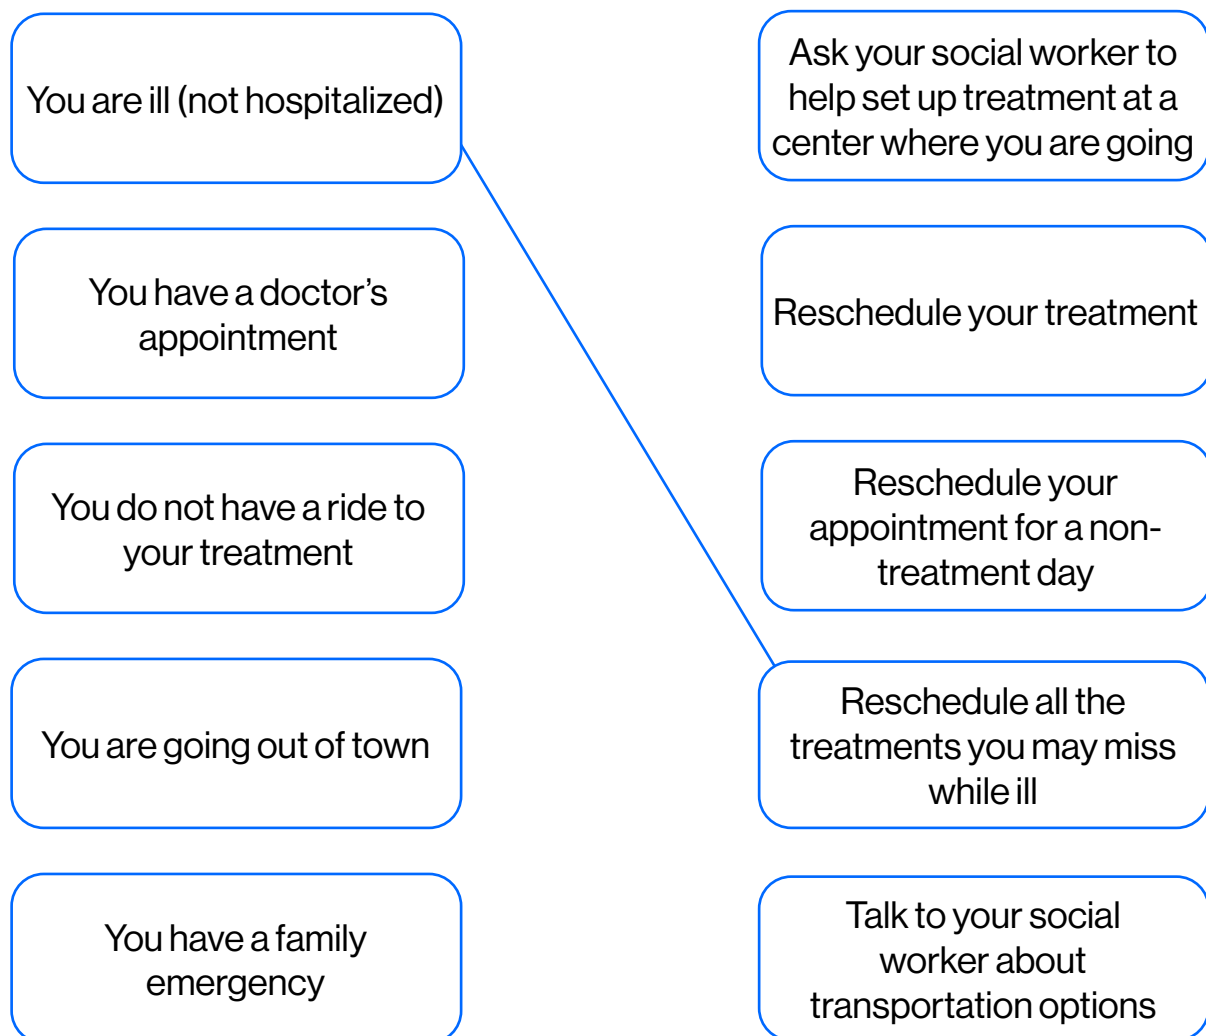 You are ill (not hospitalized)
You have a doctor’s
appointment
You do not have a ride to
your treatment
You are going out of town
You have a family
emergency
Ask your social worker to
help set up treatment at a
center where you are going
Reschedule your treatment
Reschedule your
appointment for a non-
treatment day
Reschedule all the
treatments you may miss
while ill
Talk to your social
worker about
transportation options